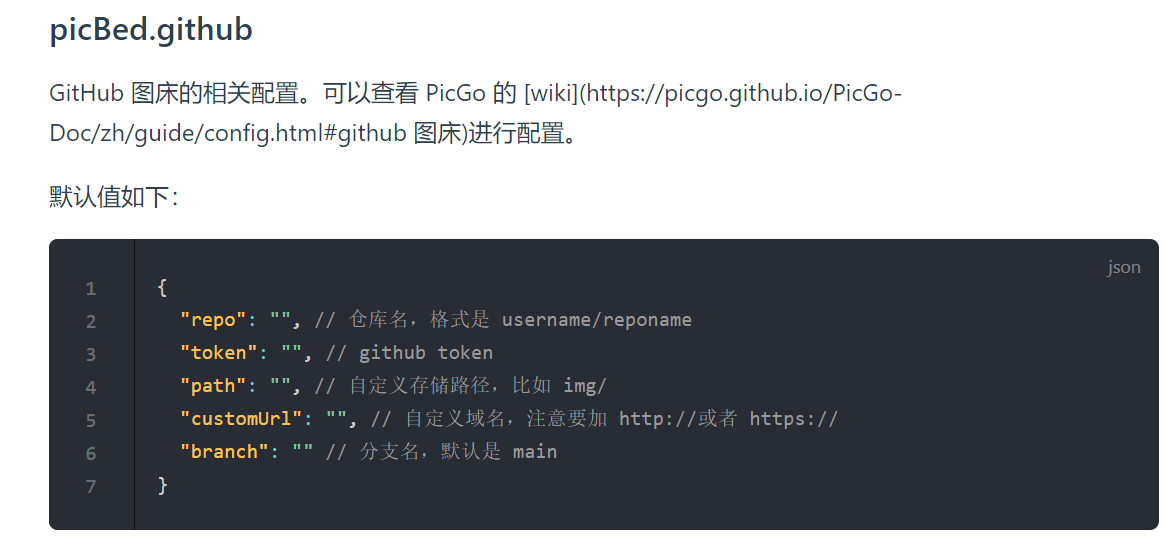 picBed.github
GitHub 图床的相关配置。可以查看 PicGo 的 [wiki](https://picgo.github.io/PicGo-
Doc/zh/guide/config.html#github 图床)进行配置。
默认值如下：
json
1 {
2 "repo": "", // 仓库名，格式是 username/reponame
3 "token": "", // github token
4 "path": "", // 自定义存储路径，比如 img/
5 "customUrl": "", // 自定义域名，注意要加 http://或者 https://
6 "branch": "" // 分支名，默认是 main
7 }